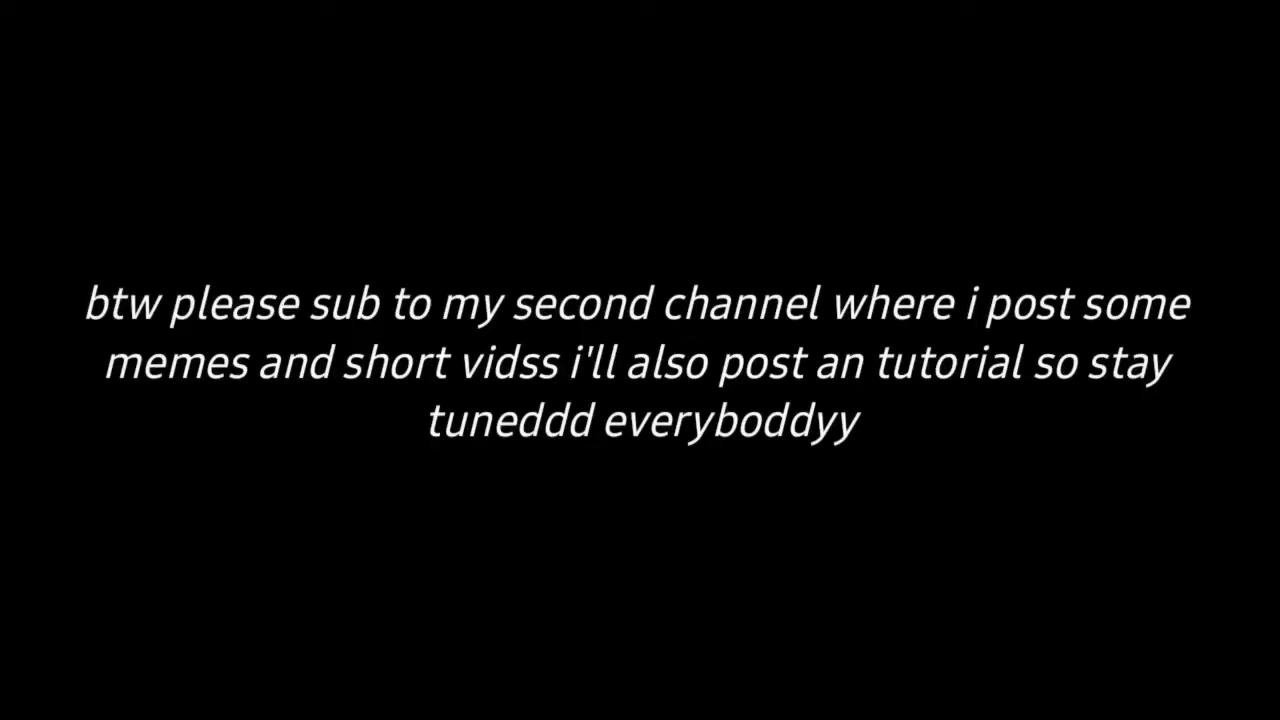 btw please sub to my second channel where i post some
memes and short vidss i'll also post an tutorial so stay
tuneddd everyboddyy